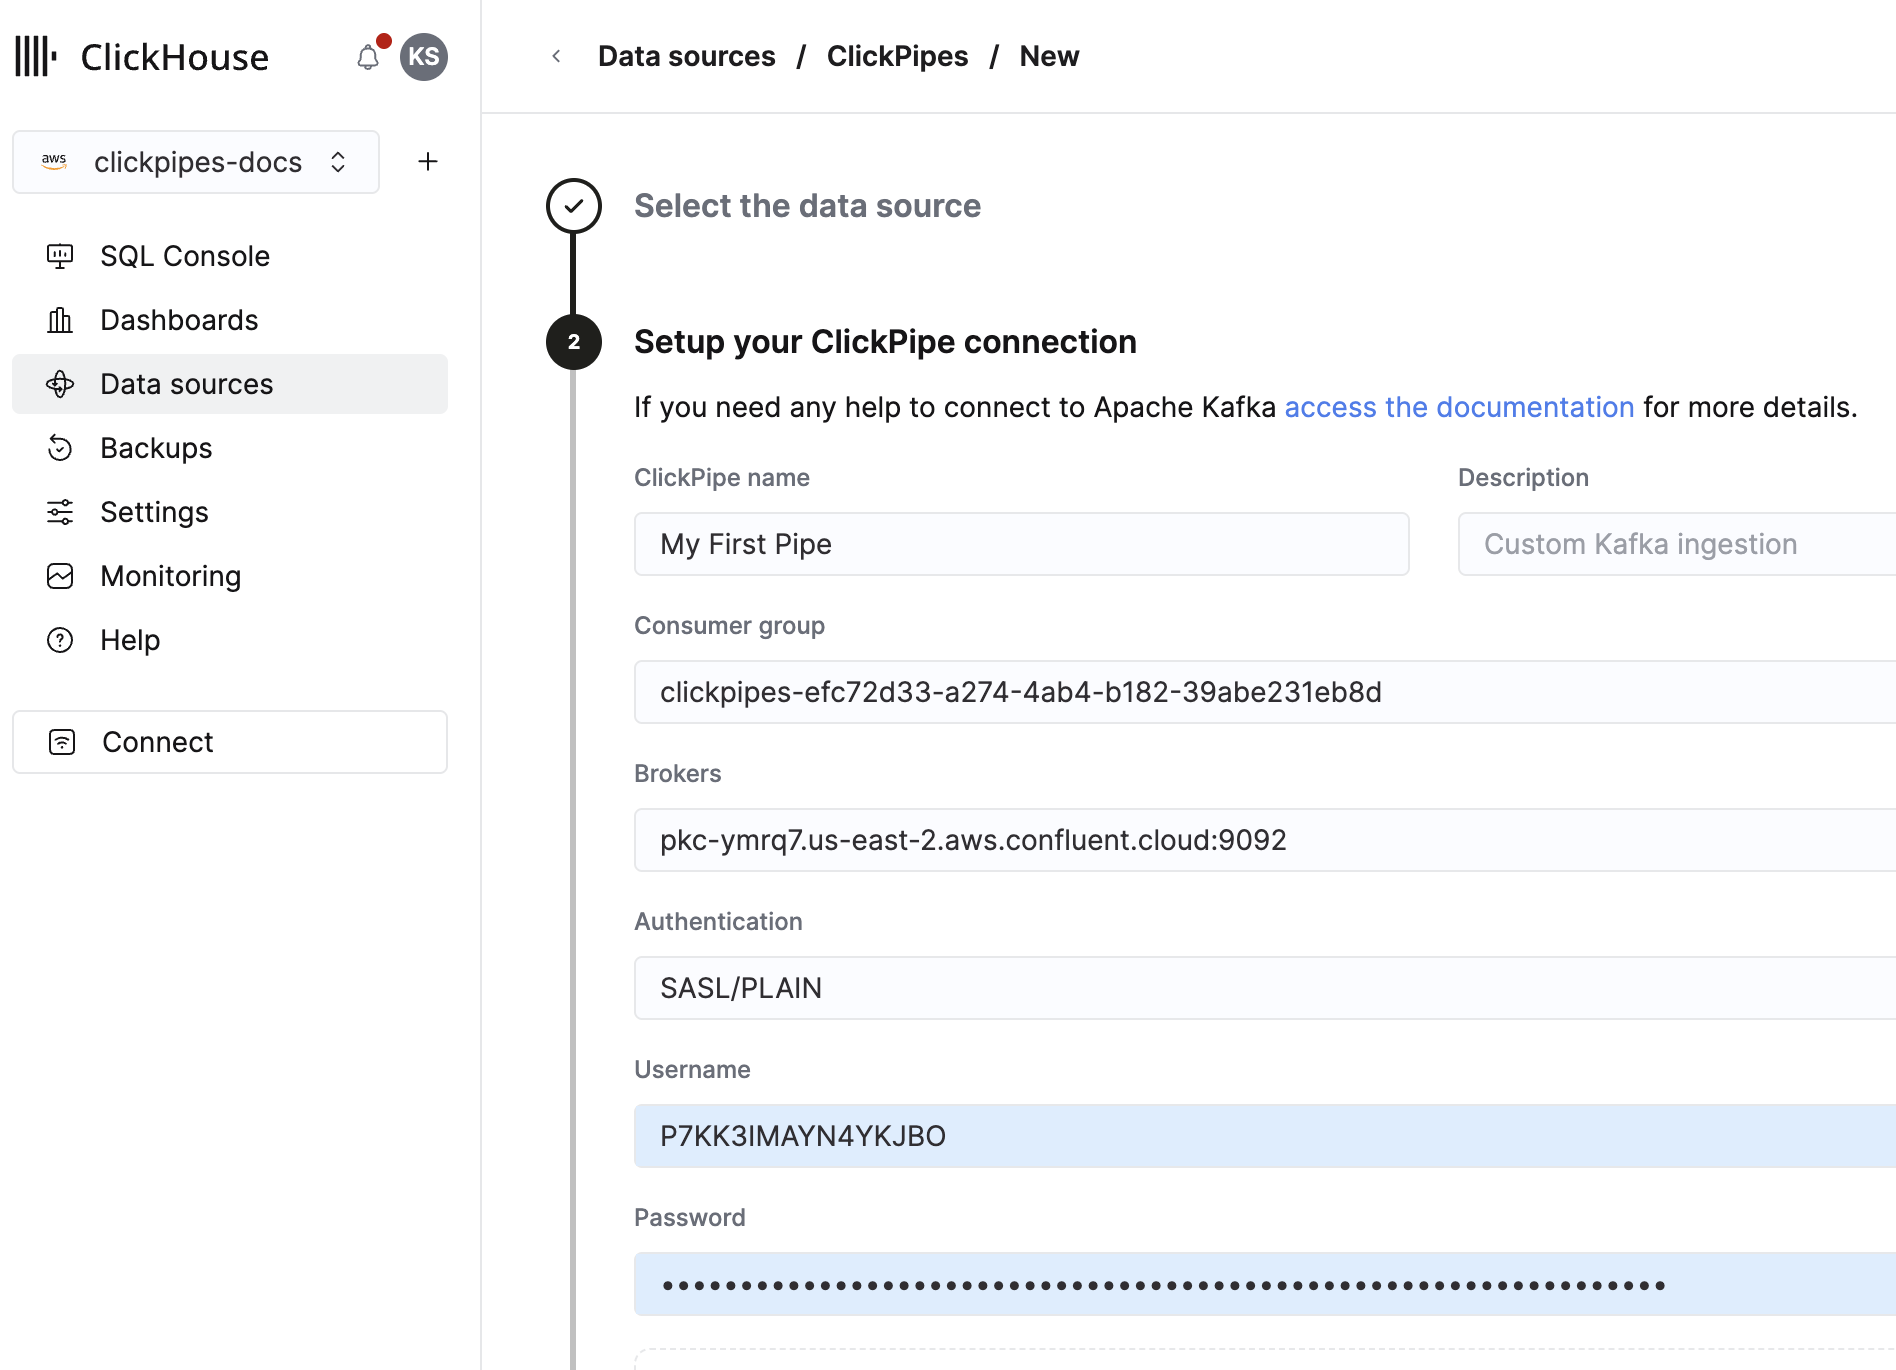 ClickHouse
KS
aws
clickpipes-docs
SQL Console
Dashboards
Data sources
Backups
Settings
Monitoring
Help
Connect
Data sources / ClickPipes / New
Select the data source
2
Setup your ClickPipe connection
If you need any help to connect to Apache Kafka access the documentation for more details.
ClickPipe name
My First Pipe
Description
Custom Kafka ingestion
Consumer group
clickpipes-efc72d33-a274-4ab4-b182-39abe231eb8d
Brokers
pkc-ymrq7.us-east-2.aws.confluent.cloud:9092
Authentication
SASL/PLAIN
Username
P7KK3IMAYN4YKJBO
Password